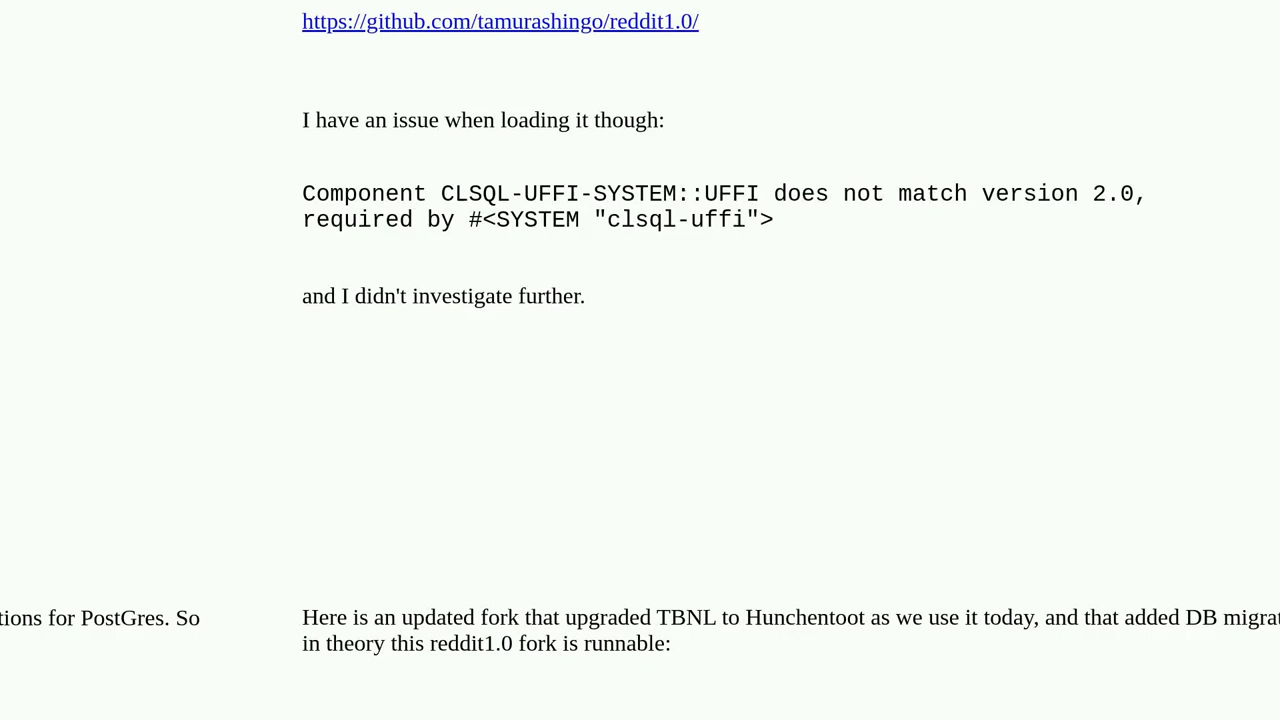 https://github.com/tamurashingo/reddit1.0/
I have an issue when loading it though:
Component CLSQL-UFFI-SYSTEM::UFFI does not match version 2.0,
required by #<SYSTEM "clsql-uffi">
and I didn't investigate further.
tions for PostGres. So
Here is an updated fork that upgraded TBNL to Hunchentoot as we use it today, and that added DB migrat
in theory this reddit1.0 fork is runnable: